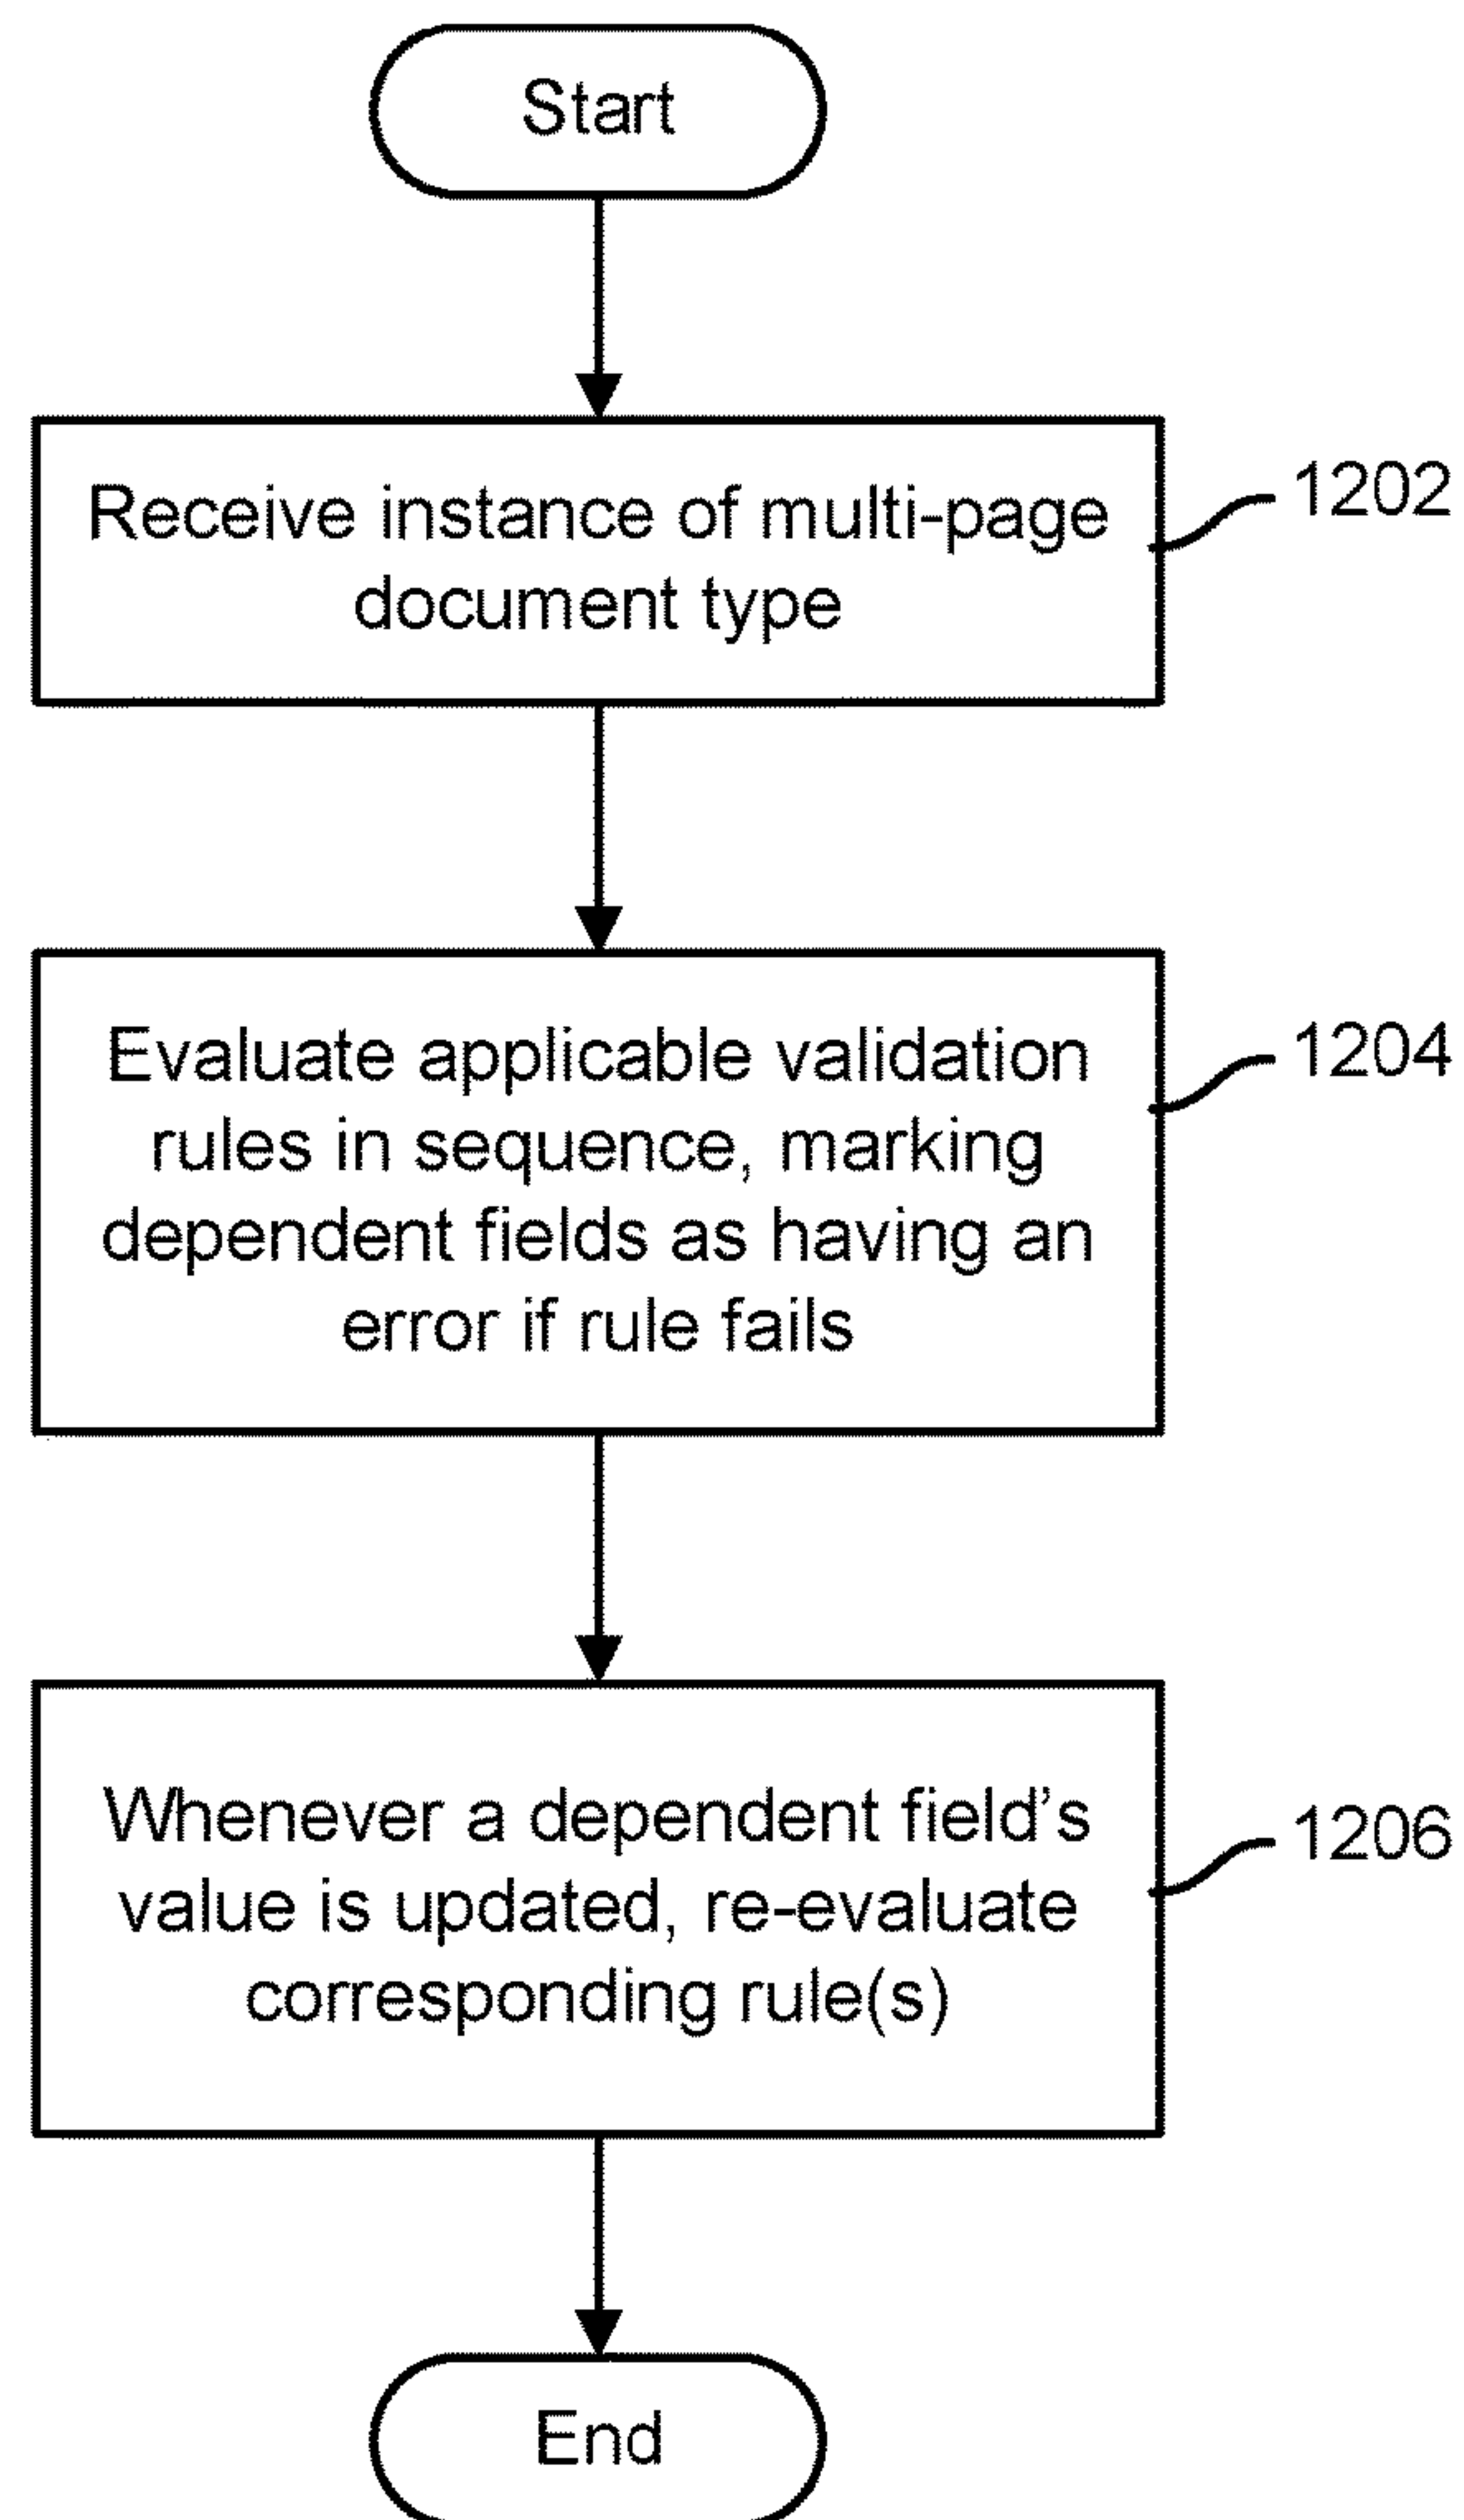 Start
Receive instance of multi-page
document type
1202
Evaluate applicable validation
rules in sequence, marking
dependent fields as having an
error if rule fails
1204
Whenever a dependent field’s
value is updated, re-evaluate
corresponding rule(s)
1206
End